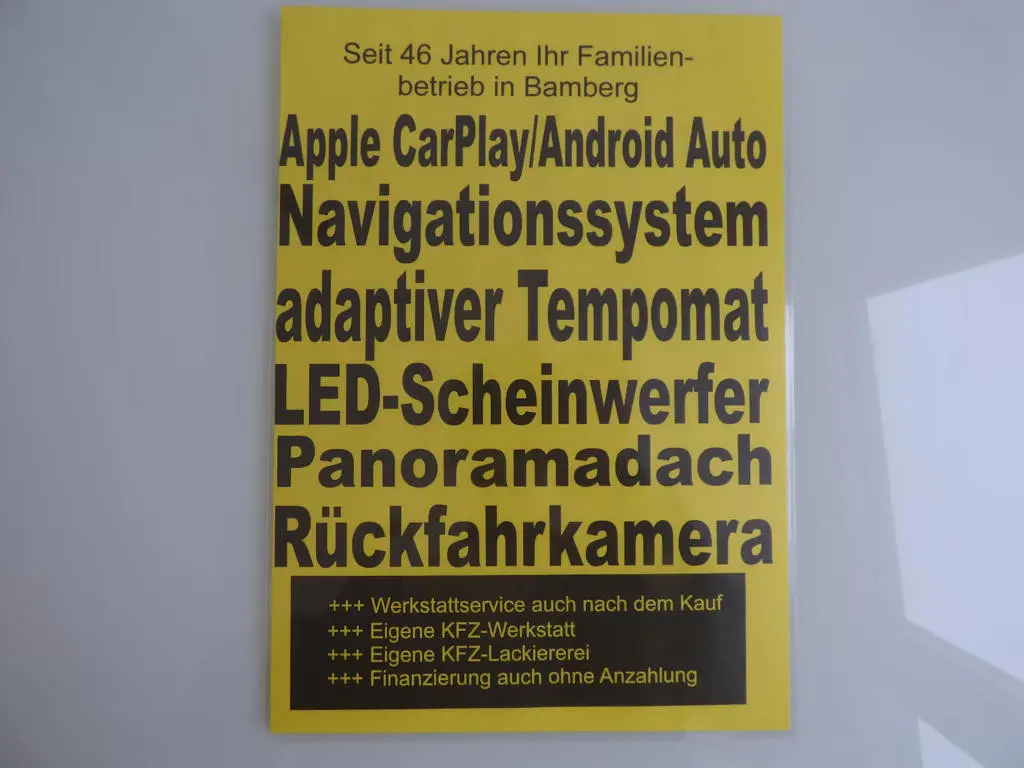 Seit 46 Jahren Ihr Familien-
betrieb in Bamberg
Apple CarPlay/Android Auto
Navigationssystem
adaptiver Tempomat
LED-Scheinwerfer
Panoramadach
Rückfahrkamera
+++ Werkstattservice auch nach dem Kauf
+++ Eigene KFZ-Werkstatt
+++ Eigene KFZ-Lackiererei
+++ Finanzierung auch ohne Anzahlung